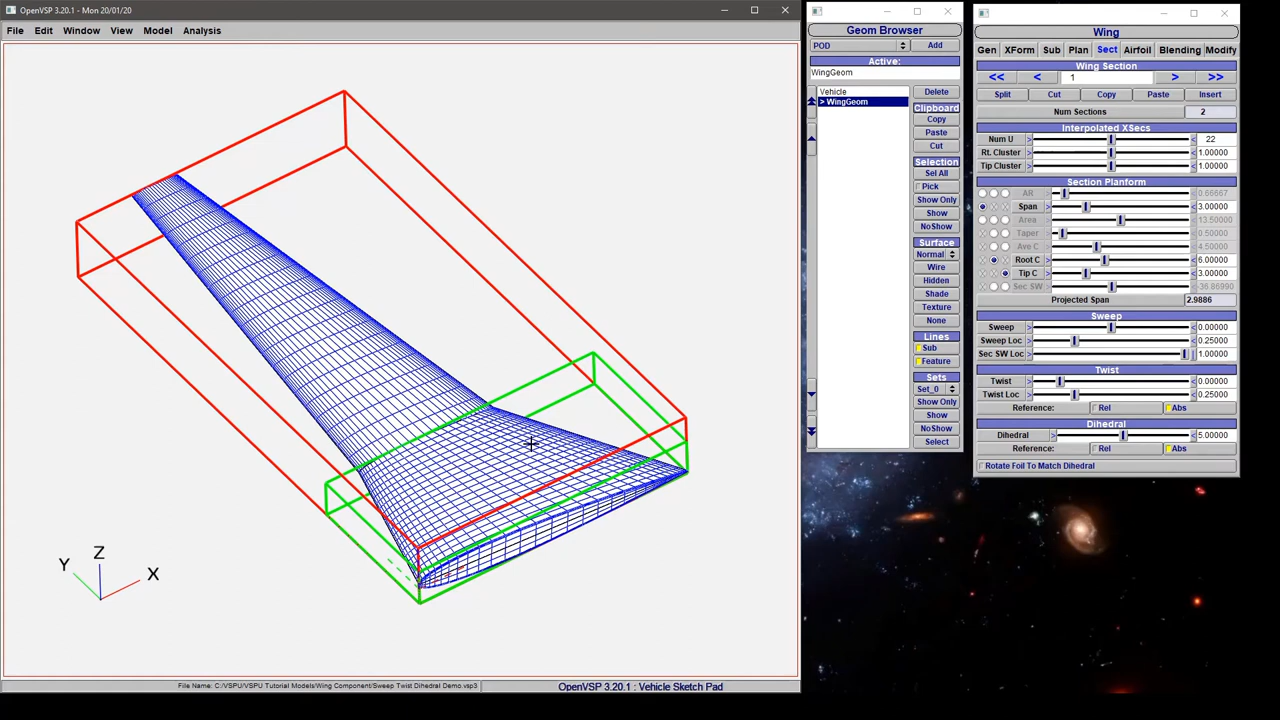 OpenVSP 3.20.1 - Mon 20/01/20
File Edit Window View Model Analysis
Y Z X
File Name: C:/VSPU/VSPU Tutorial Models/Wing Component/Sweep Twist Dihedral Demo.vsp3
OpenVSP 3.20.1 : Vehicle Sketch Pad
Geom Browser
POD Add
Active:
WingGeom
Vehicle
> WingGeom
Delete
Clipboard
Copy
Paste
Cut
Selection
Sel All
Pick
Show Only
Show
NoShow
Surface
Normal
Wire
Hidden
Shade
Texture
None
Lines
Sub
Feature
Sets
Set_0
Show Only
Show
NoShow
Select
Wing
Gen XForm Sub Plan Sect Airfoil Blending Modify
Wing Section
<< < 1 > >>
Split Cut Copy Paste Insert
Num Sections 2
Interpolated XSecs
Num U > < 22
Rt. Cluster > < 1.00000
Tip Cluster > < 1.00000
Section Planform
AR > < 0.66667
Span > < 3.00000
Area > < 13.50000
Taper > < 0.50000
Ave C > < 4.50000
Root C > < 6.00000
Tip C > < 3.00000
Sec SW > < -36.86990
Projected Span 2.9886
Sweep
Sweep > < 0.00000
Sweep Loc > < 0.25000
Sec SW Loc > | 1.00000
Twist
Twist > < 0.00000
Twist Loc > < 0.25000
Reference: Rel Abs
Dihedral
Dihedral > < 5.00000
Reference: Rel Abs
Rotate Foil To Match Dihedral